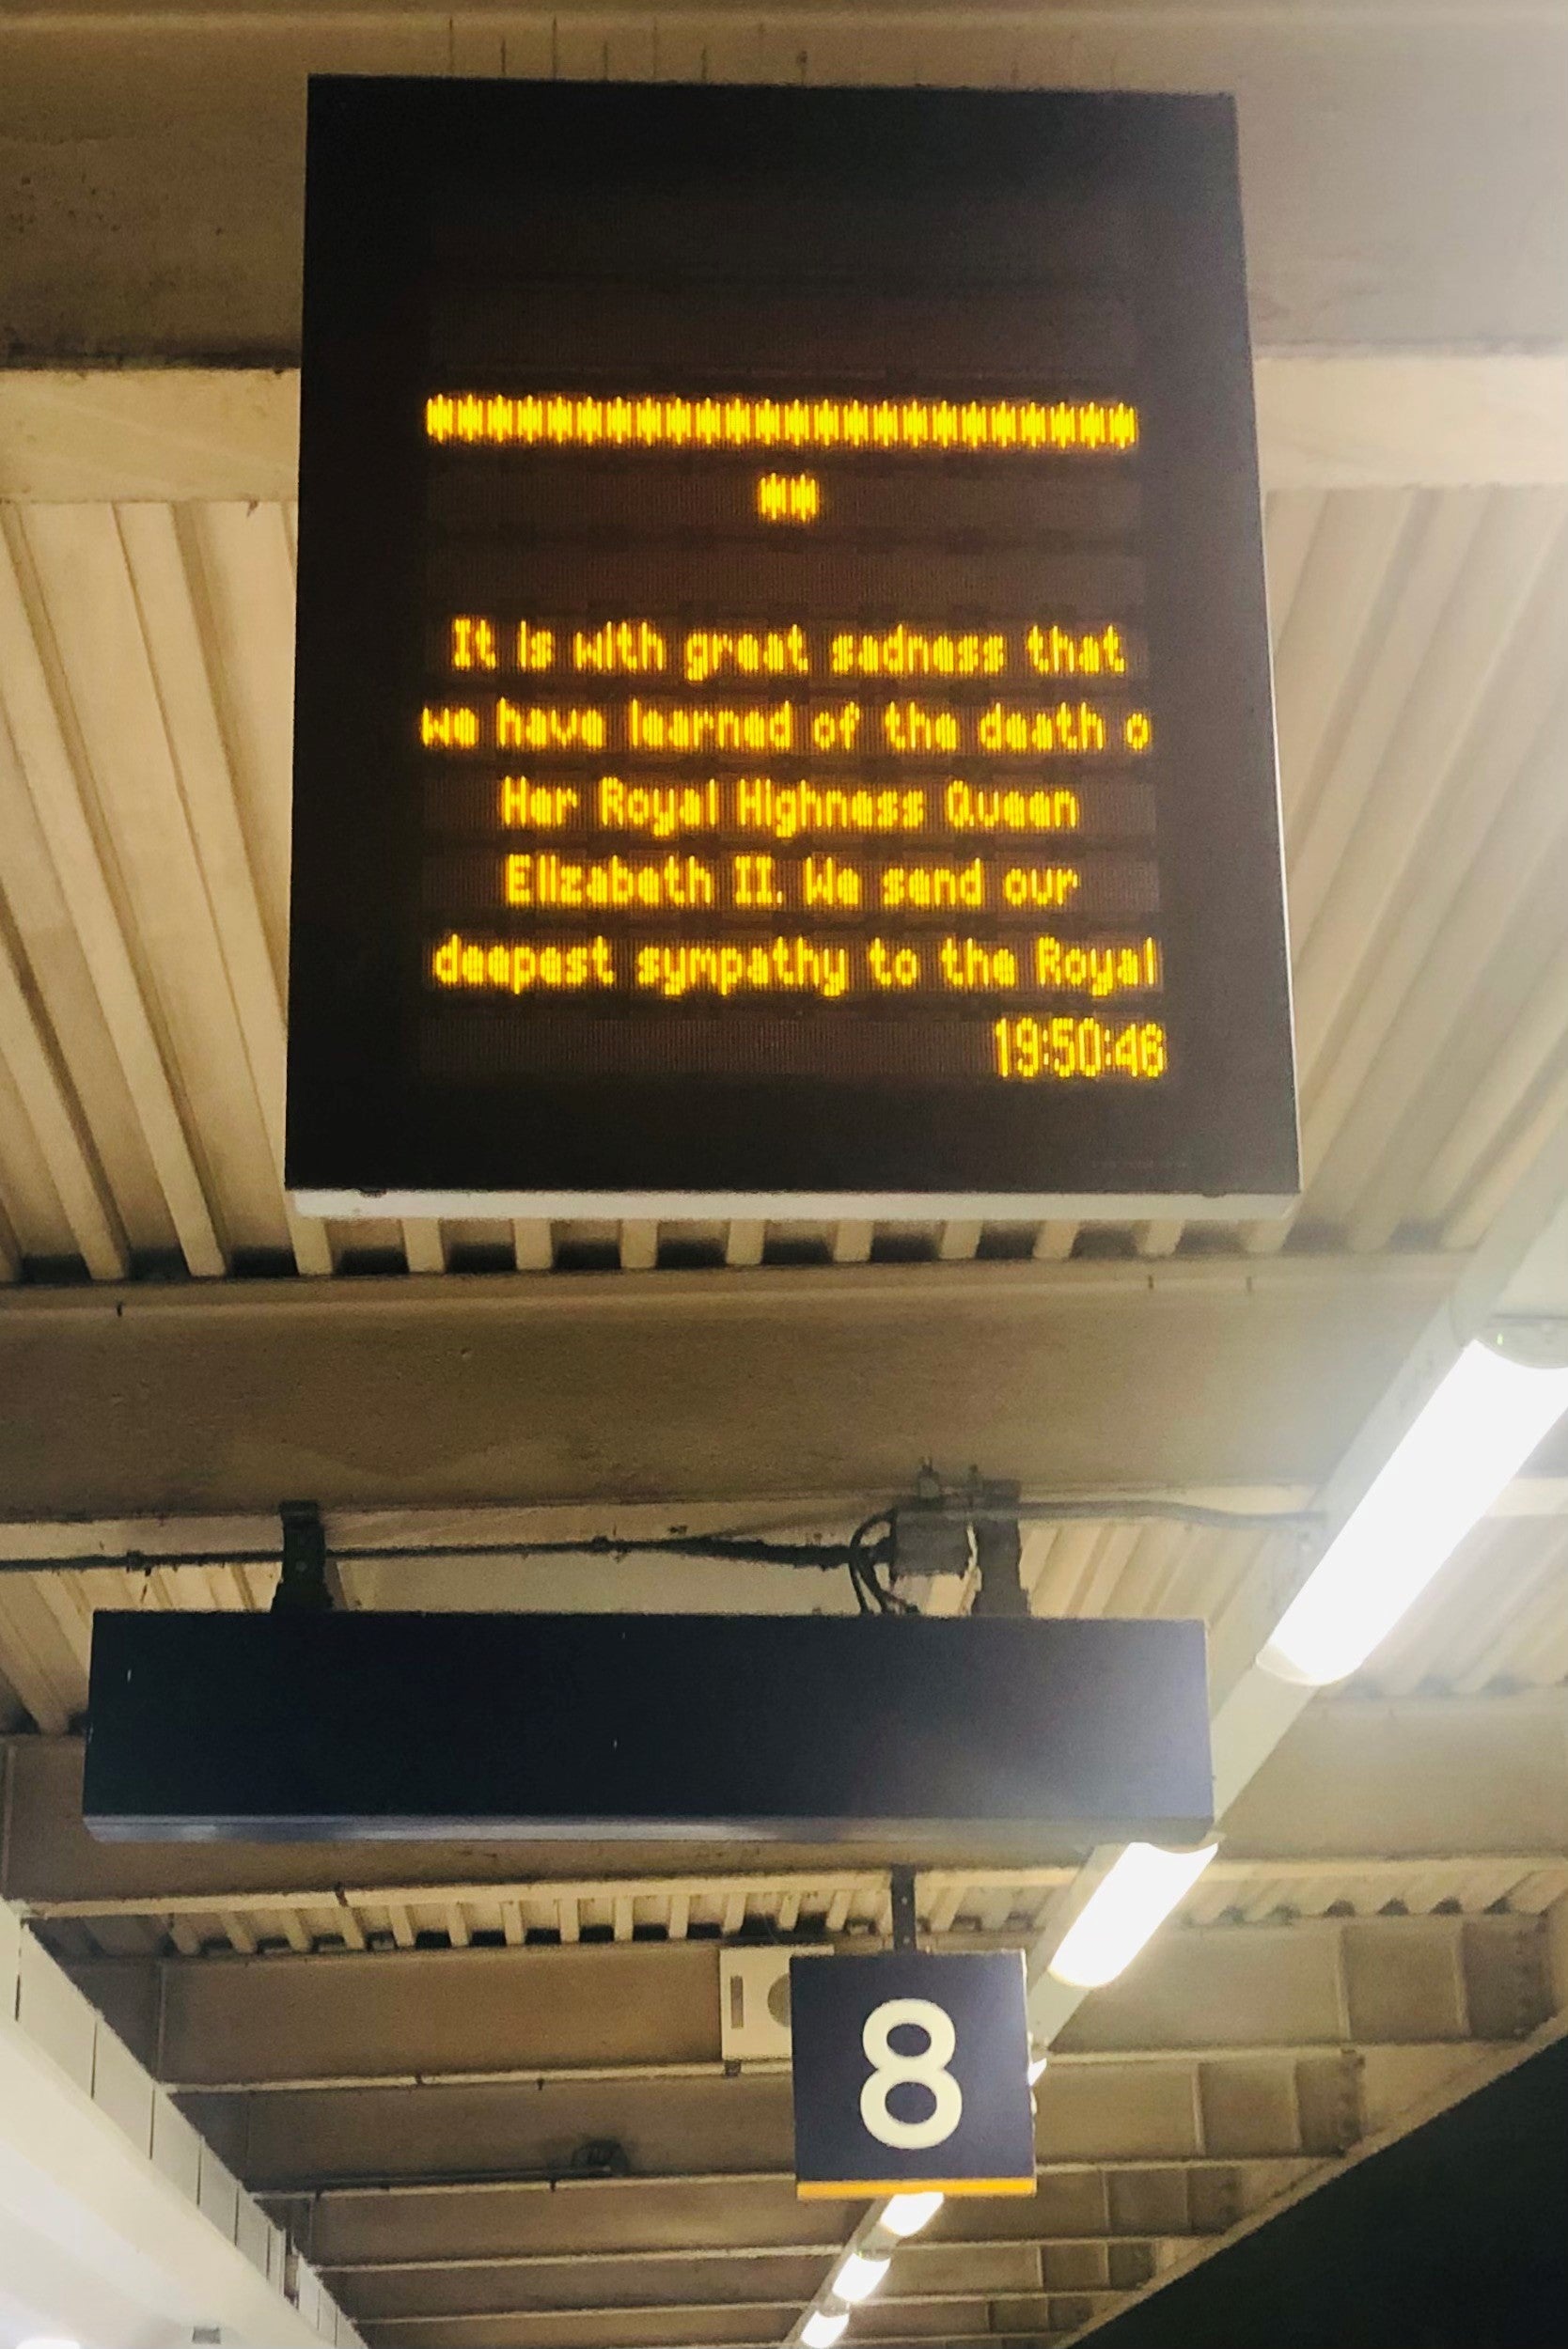 ************************
**
It is with great sadness that
we have learned of the death o
Her Royal Highness Queen
Elizabeth II. We send our
deepest sympathy to the Royal
19:50:46
8